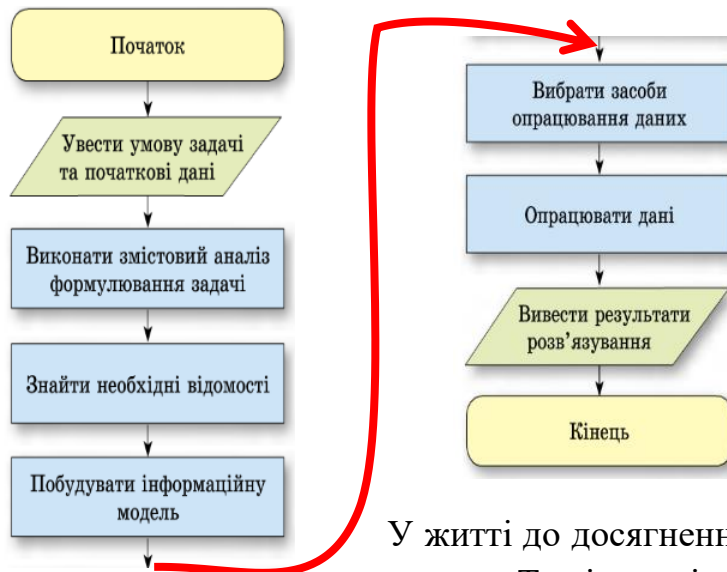 Початок
Увести умову задачі
та початкові дані
Виконати змістовий аналіз
формулювання задачі
Знайти необхідні відомості
Побудувати інформаційну
модель
Вибрати засоби
опрацювання даних
Опрацювати дані
Вивести результати
розв'язування
Кінець
У житті до досягненн